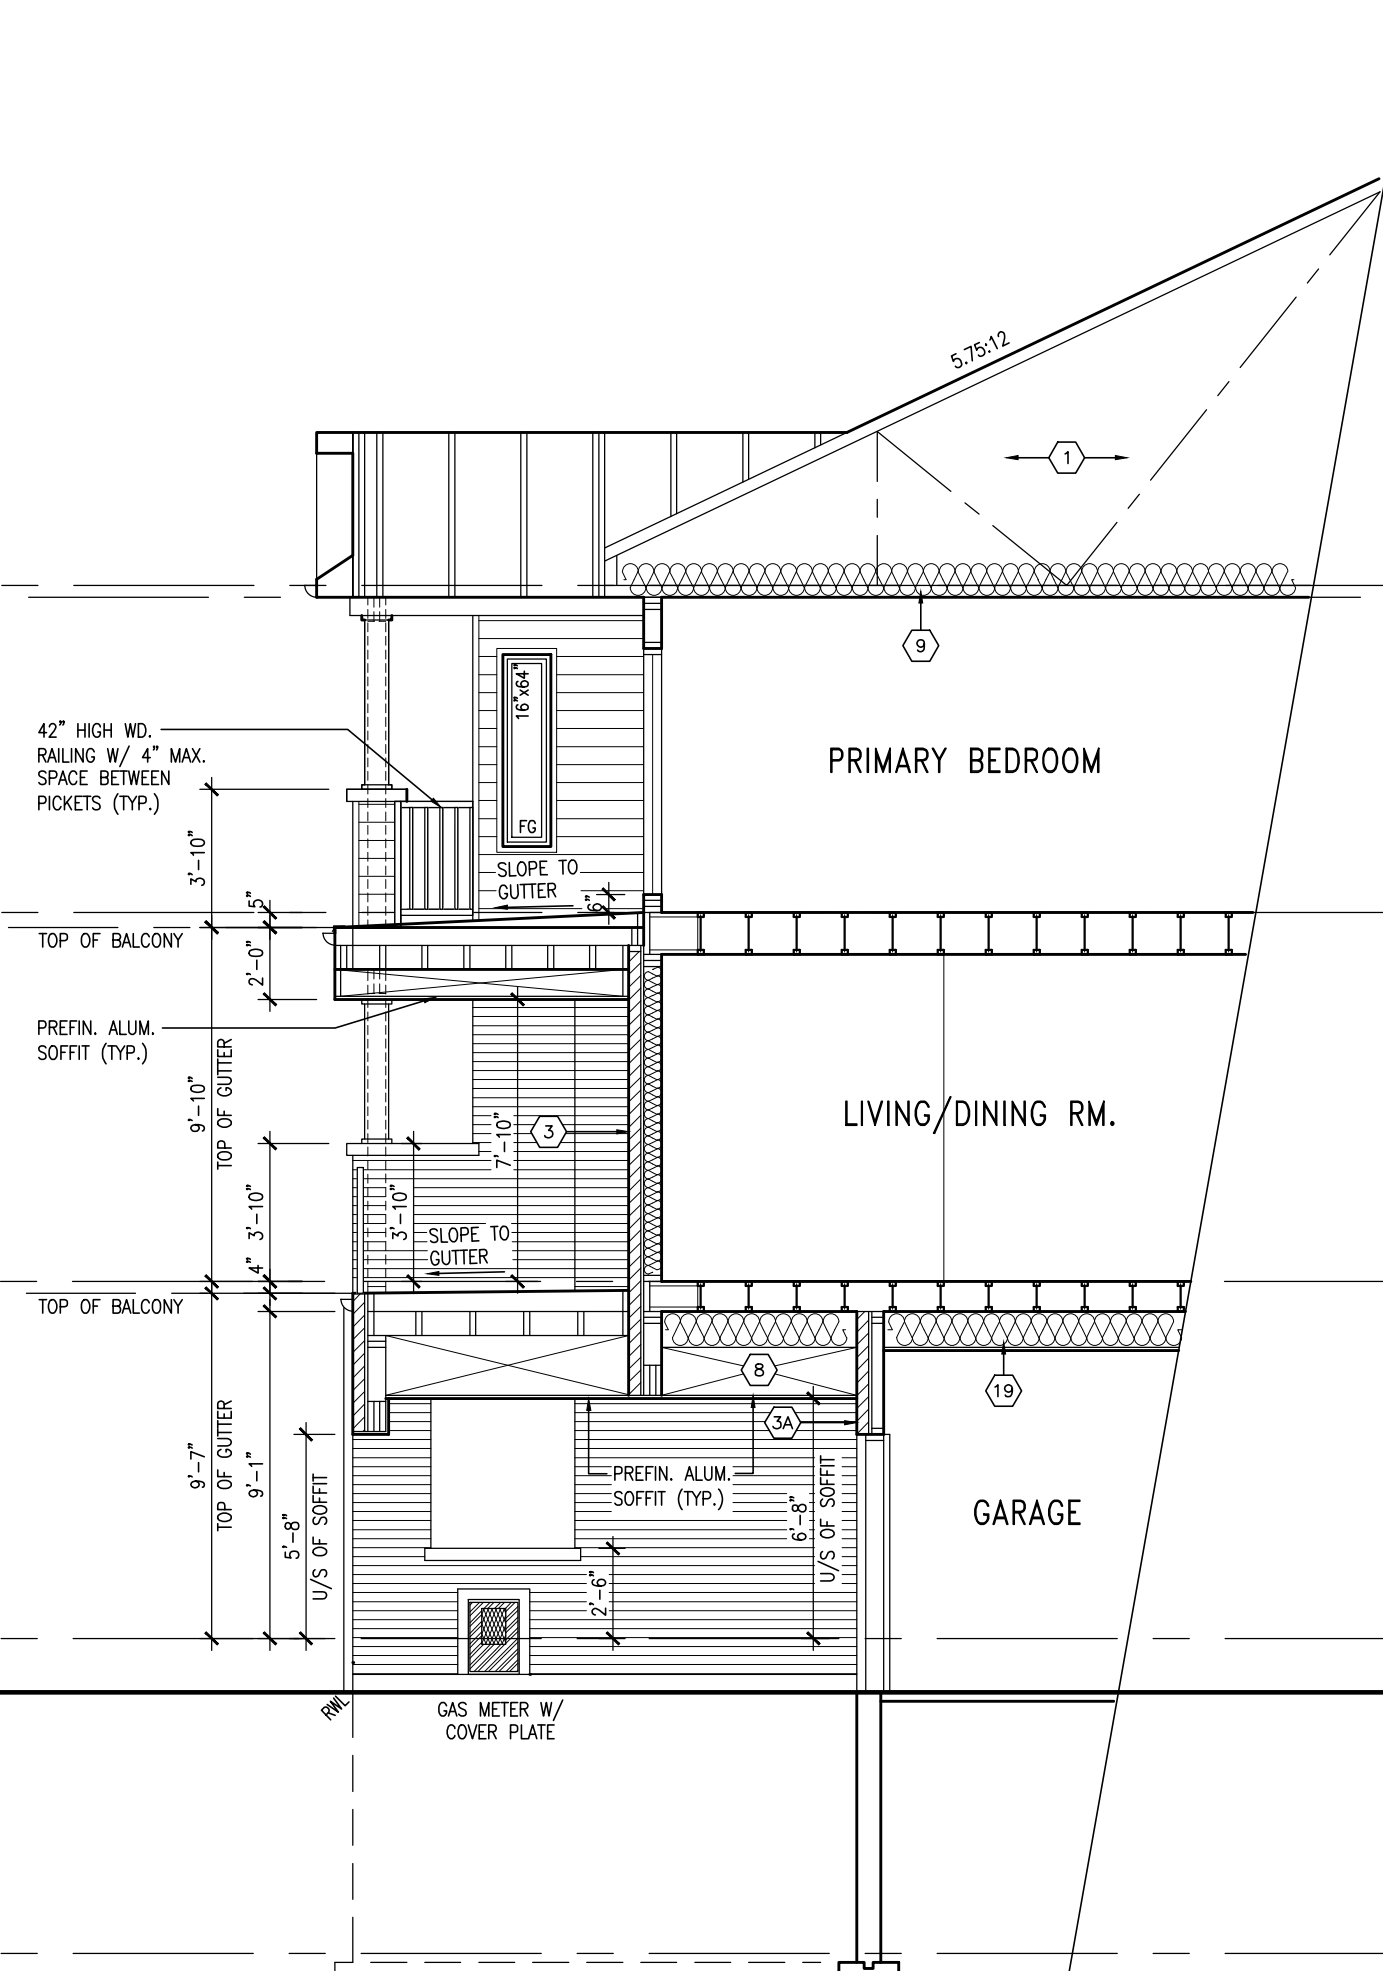 5.75:12
1
9
16"x64"
FG
PRIMARY BEDROOM
42" HIGH WD.
RAILING W/ 4" MAX.
SPACE BETWEEN
PICKETS (TYP.)
3'-10"
5"
SLOPE TO
GUTTER
6"
TOP OF BALCONY
2'-0"
PREFIN. ALUM.
SOFFIT (TYP.)
9'-10"
TOP OF GUTTER
7'-10"
3
LIVING/DINING RM.
3'-10"
4"
3'-10"
SLOPE TO
GUTTER
TOP OF BALCONY
8
19
3A
9'-7"
TOP OF GUTTER
9'-1"
5'-8"
U/S OF SOFFIT
PREFIN. ALUM.
SOFFIT (TYP.)
6'-8"
U/S OF SOFFIT
2'-6"
GARAGE
RWL
GAS METER W/
COVER PLATE